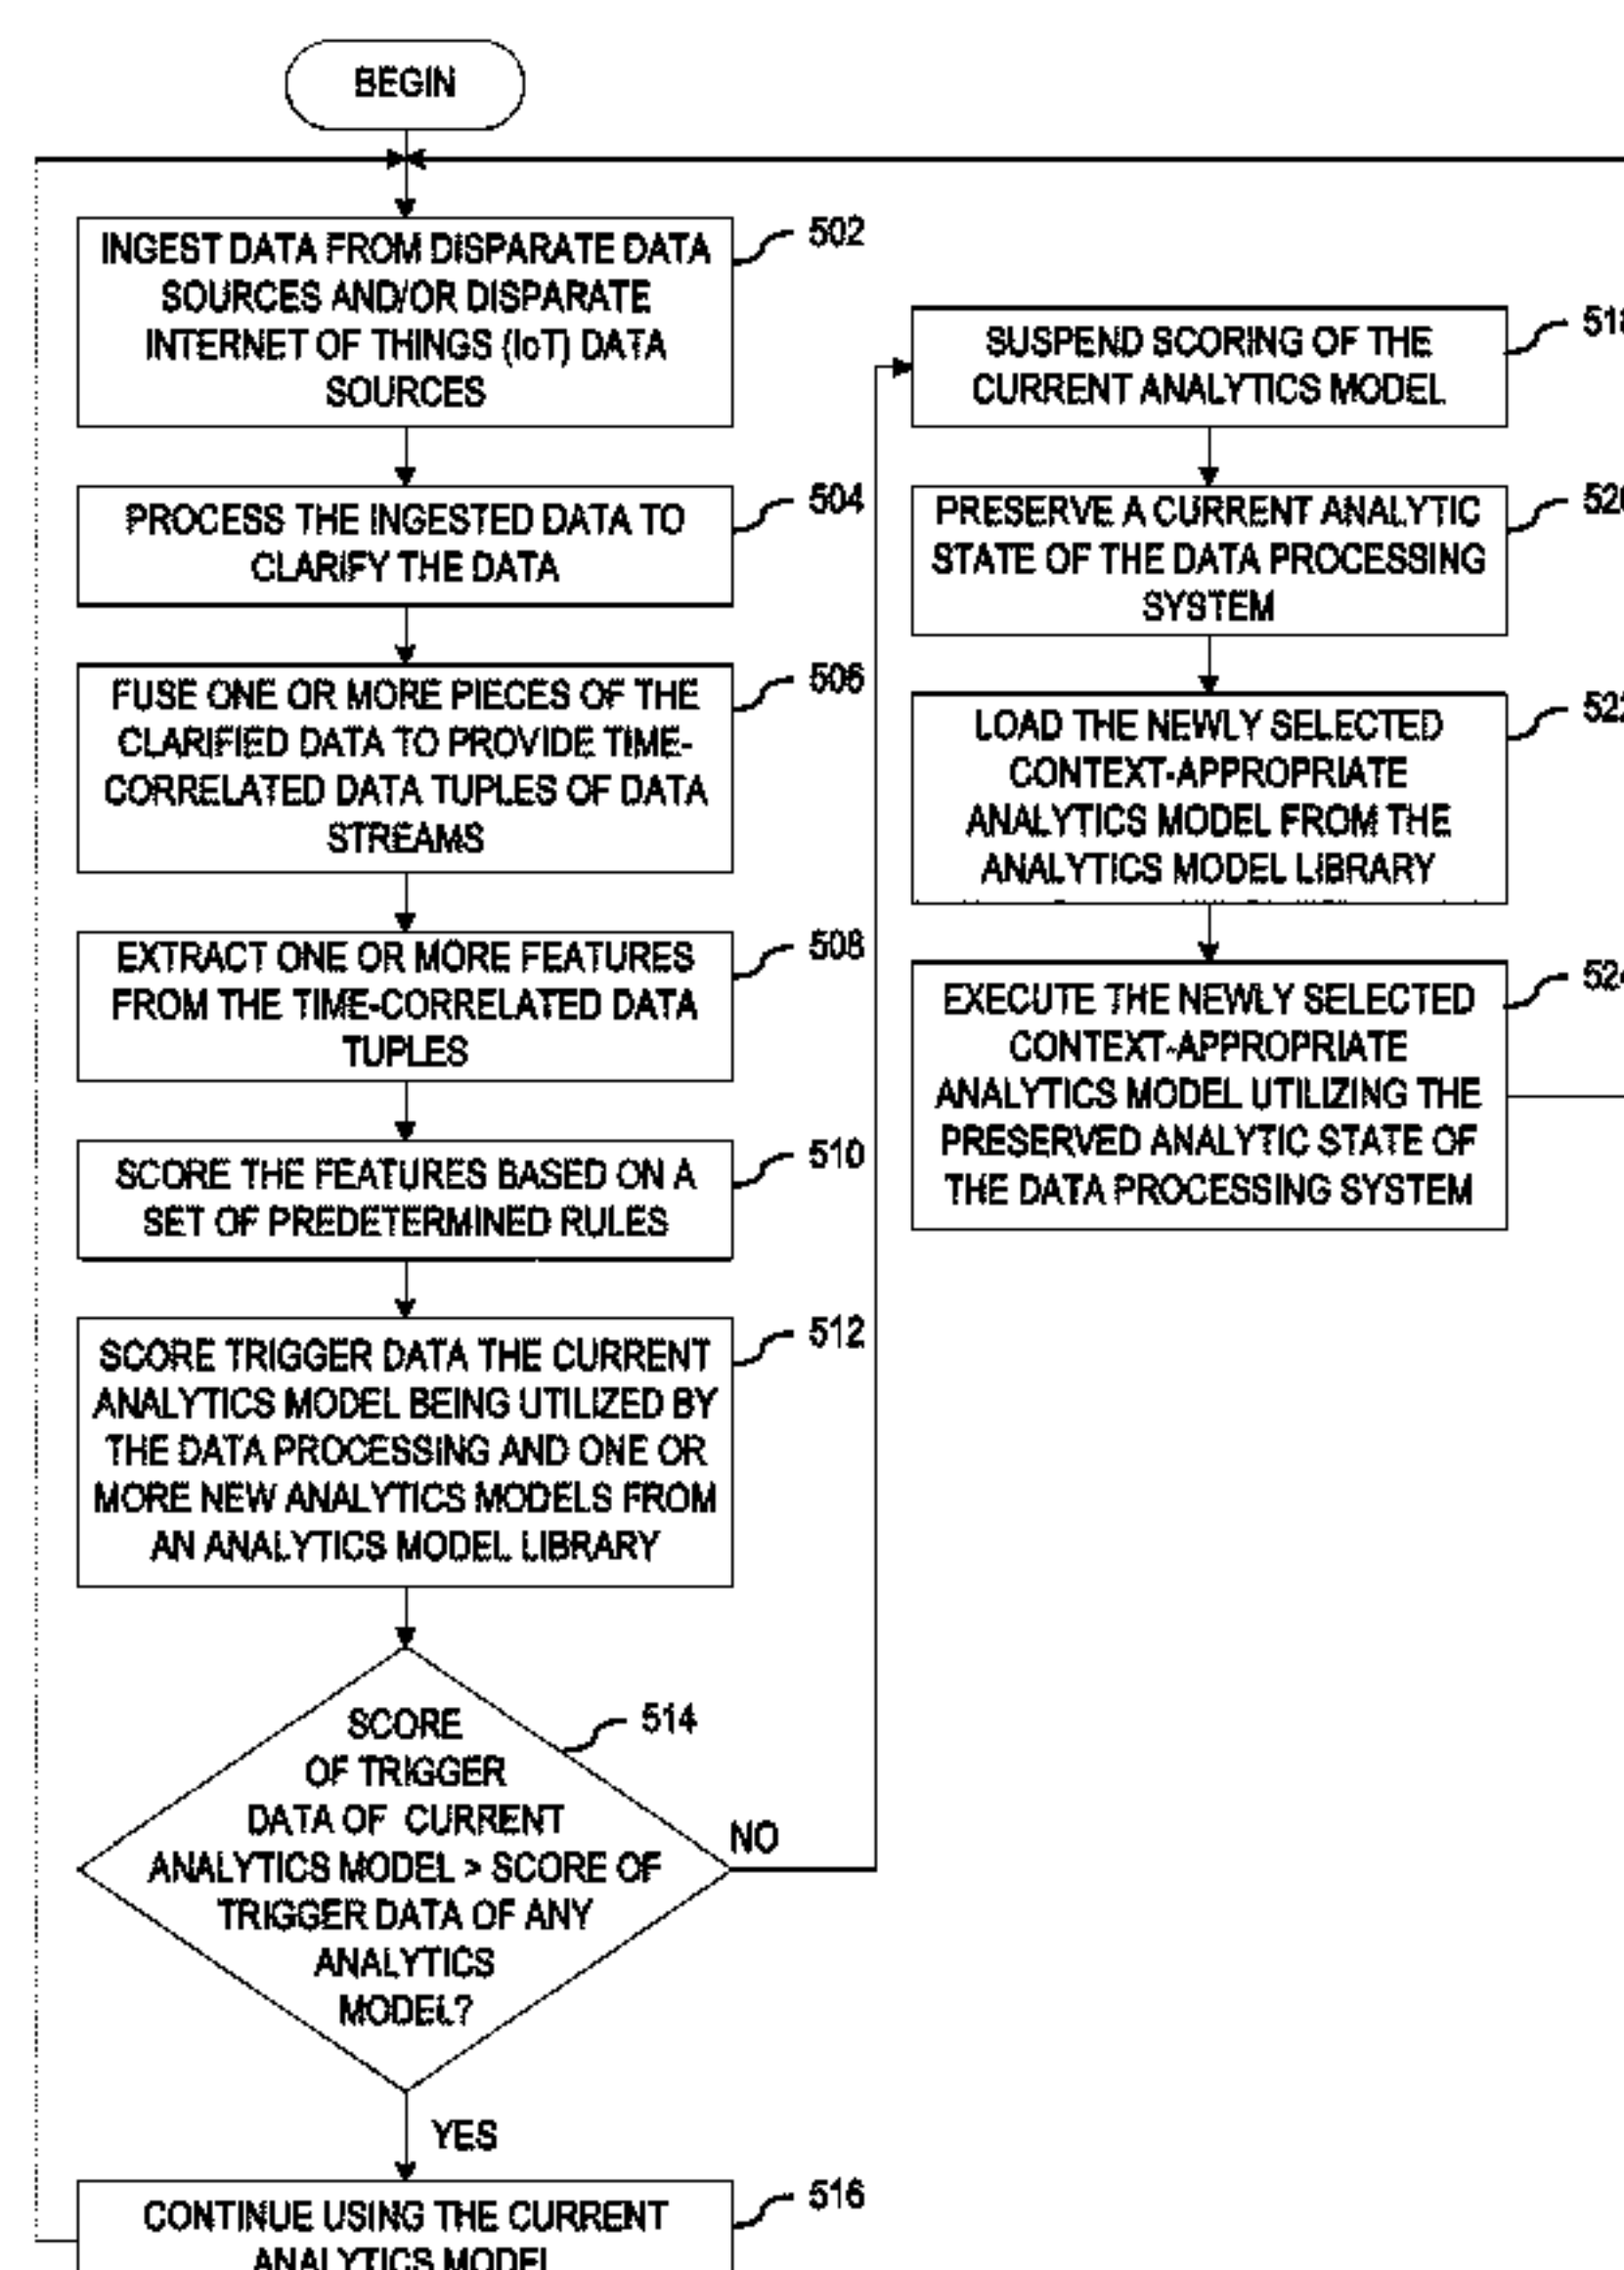 BEGIN
INGEST DATA FROM DISPARATE DATA
SOURCES AND/OR DISPARATE
INTERNET OF THINGS (IoT) DATA
SOURCES
502
PROCESS THE INGESTED DATA TO
CLARIFY THE DATA
504
FUSE ONE OR MORE PIECES OF THE
CLARIFIED DATA TO PROVIDE TIME-
CORRELATED DATA TUPLES OF DATA
STREAMS
506
EXTRACT ONE OR MORE FEATURES
FROM THE TIME-CORRELATED DATA
TUPLES
508
SCORE THE FEATURES BASED ON A
SET OF PREDETERMINED RULES
510
SCORE TRIGGER DATA THE CURRENT
ANALYTICS MODEL BEING UTILIZED BY
THE DATA PROCESSING AND ONE OR
MORE NEW ANALYTICS MODELS FROM
AN ANALYTICS MODEL LIBRARY
512
SCORE
OF TRIGGER
DATA OF CURRENT
ANALYTICS MODEL > SCORE OF
TRIGGER DATA OF ANY
ANALYTICS
MODEL?
514
NO
YES
CONTINUE USING THE CURRENT
ANALYTICS MODEL
516
SUSPEND SCORING OF THE
CURRENT ANALYTICS MODEL
PRESERVE A CURRENT ANALYTIC
STATE OF THE DATA PROCESSING
SYSTEM
LOAD THE NEWLY SELECTED
CONTEXT-APPROPRIATE
ANALYTICS MODEL FROM THE
ANALYTICS MODEL LIBRARY
EXECUTE THE NEWLY SELECTED
CONTEXT-APPROPRIATE
ANALYTICS MODEL UTILIZING THE
PRESERVED ANALYTIC STATE OF
THE DATA PROCESSING SYSTEM